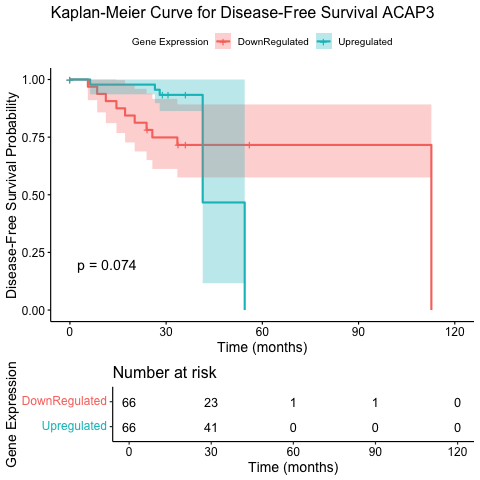 Kaplan-Meier Curve for Disease-Free Survival ACAP3
Gene Expression DownRegulated Upregulated
Disease-Free Survival Probability
1.00
0.75
0.50
0.25
0.00
p = 0.074
0 30 60 90 120
Time (months)
Number at risk
Gene Expression
DownRegulated 66 23 1 1 0
Upregulated 66 41 0 0 0
0 30 60 90 120
Time (months)